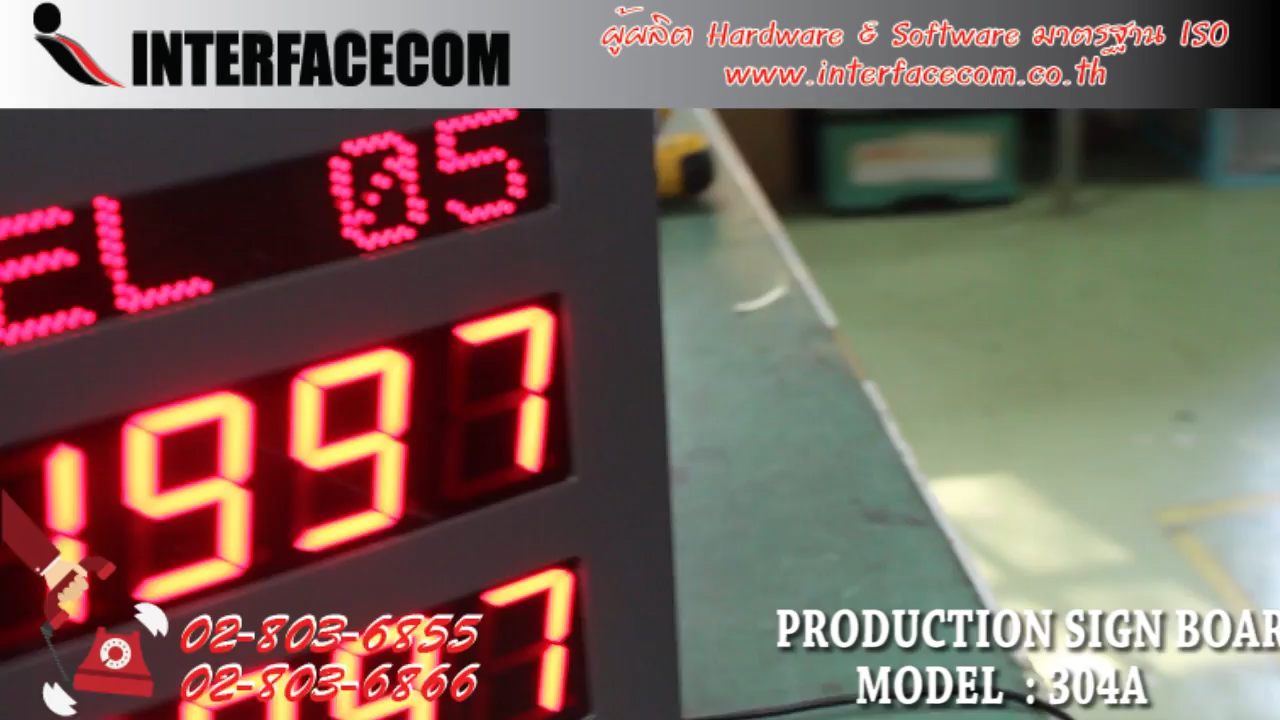 INTERFACECOM
ผู้ผลิต Hardware & Software มาตรฐาน ISO
www.interfacecom.co.th
EL 05
1997
7
02-803-6855
02-803-6866
PRODUCTION SIGN BOAR
MODEL : 304A